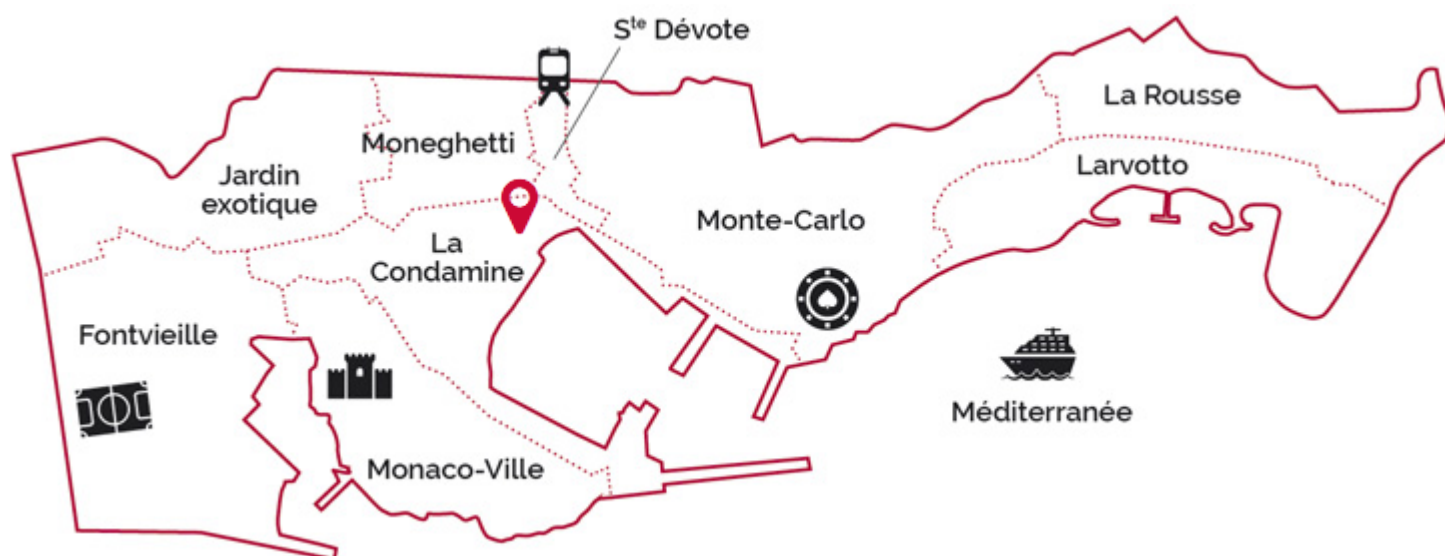 Sᵗᵉ Dévote
La Rousse
Moneghetti
Larvotto
Jardin
exotique
Monte-Carlo
La
Condamine
Fontvieille
Méditerranée
Monaco-Ville